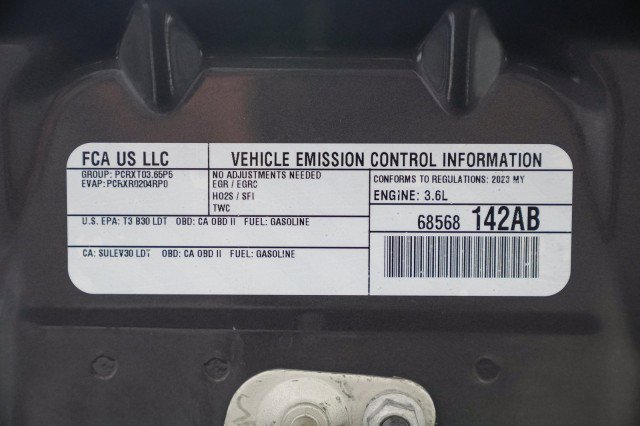 FCA US LLC
VEHICLE EMISSION CONTROL INFORMATION
GROUP: PCRXT03.65P5
EVAP: PCRXR0204RP0
NO ADJUSTMENTS NEEDED
EGR / EGRC
HO2S / SFI
TWC
CONFORMS TO REGULATIONS: 2023 MY
ENGINE: 3.6L
U.S. EPA: T3 B30 LDT OBD: CA OBD II FUEL: GASOLINE
68568 142AB
CA: SULEV30 LDT OBD: CA OBD II FUEL: GASOLINE